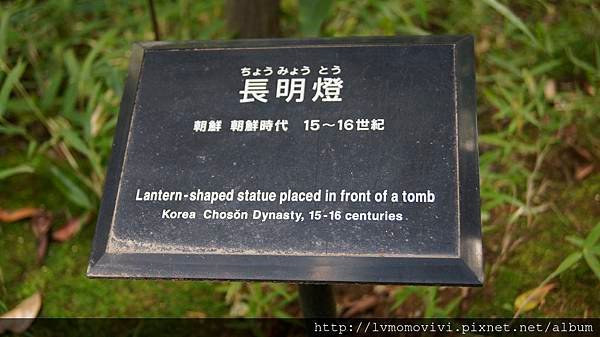 ちょう みょう とう
長明燈
朝鮮 朝鮮時代 15～16世紀
Lantern-shaped statue placed in front of a tomb
Korea Chosŏn Dynasty, 15-16 centuries
http://lvmomovivi.pixnet.net/album